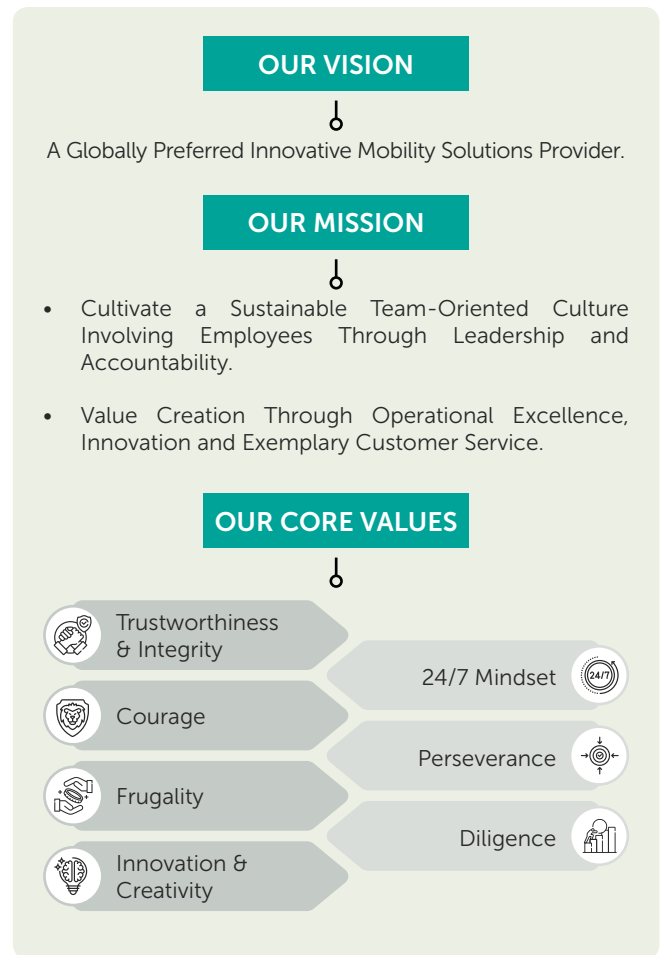 OUR VISION
A Globally Preferred Innovative Mobility Solutions Provider.
OUR MISSION
• Cultivate a Sustainable Team-Oriented Culture
Involving Employees Through Leadership and
Accountability.
• Value Creation Through Operational Excellence,
Innovation and Exemplary Customer Service.
OUR CORE VALUES
Trustworthiness
& Integrity
24/7 Mindset
24/7
Courage
Perseverance
Frugality
Diligence
Innovation &
Creativity